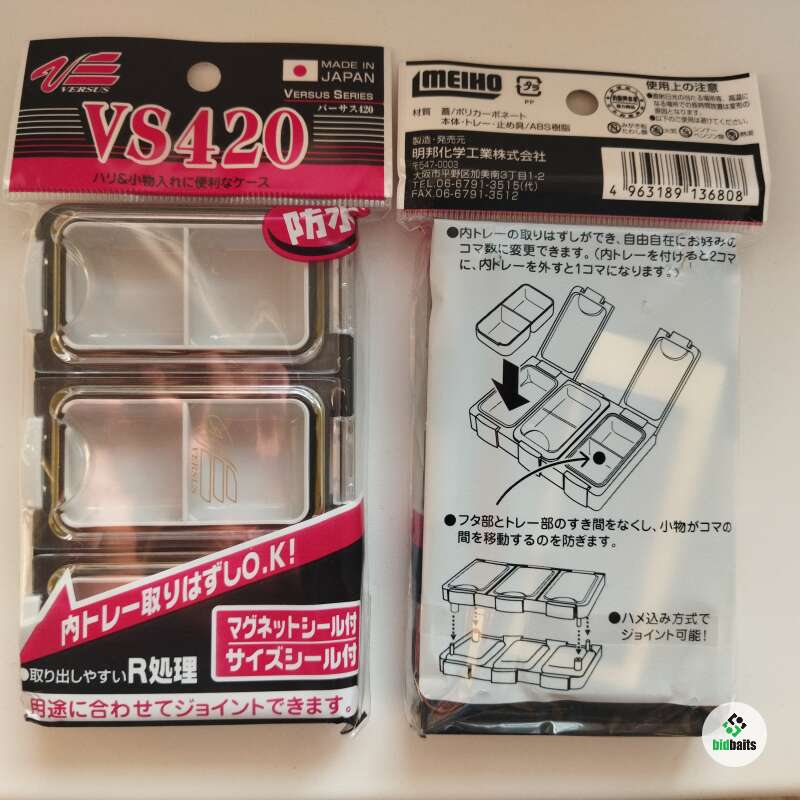 VERSUS
MADE IN
JAPAN
VERSUS SERIES
バーサス420
VS420
ハリ&小物入れに便利なケース
防水
VERSUS
内トレー取りはずしO.K!
マグネットシール付
サイズシール付
●取り出しやすいR処理
用途に合わせてジョイントできます。
MEIHO
PP
材質 蓋/ポリカーボネート
本体・トレー・止め具/ABS樹脂
製造・発売元
明邦化学工業株式会社
〒547-0003
大阪市平野区加美南3丁目1-2
TEL.06-6791-3515(代)
FAX.06-6791-3512
使用上の注意
4 963189 136808
●内トレーの取りはずしができ、自由自在にお好みの
コマ数に変更できます。(内トレーを付けると2コマ
に、内トレーを外すと1コマになります。)
●フタ部とトレー部のすき間をなくし、小物がコマの
間を移動するのを防ぎます。
●ハメ込み方式で
ジョイント可能!
bidbaits